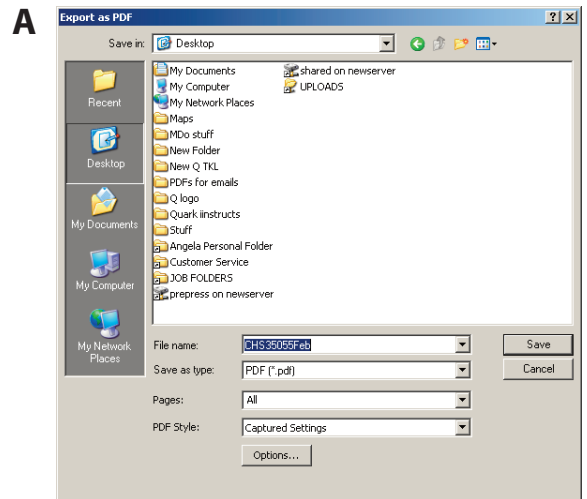 A
Export as PDF
Save in: Desktop
My Documents
My Computer
My Network Places
Maps
MDo stuff
New Folder
New Q TKL
PDFs for emails
Q logo
Quark iinstructs
Stuff
Angela Personal Folder
Customer Service
JOB FOLDERS
prepress on newserver
shared on newserver
UPLOADS
Recent
Desktop
My Documents
My Computer
My Network
Places
File name: CHS35055Feb Save
Save as type: PDF (*.pdf) Cancel
Pages: All
PDF Style: Captured Settings
Options...